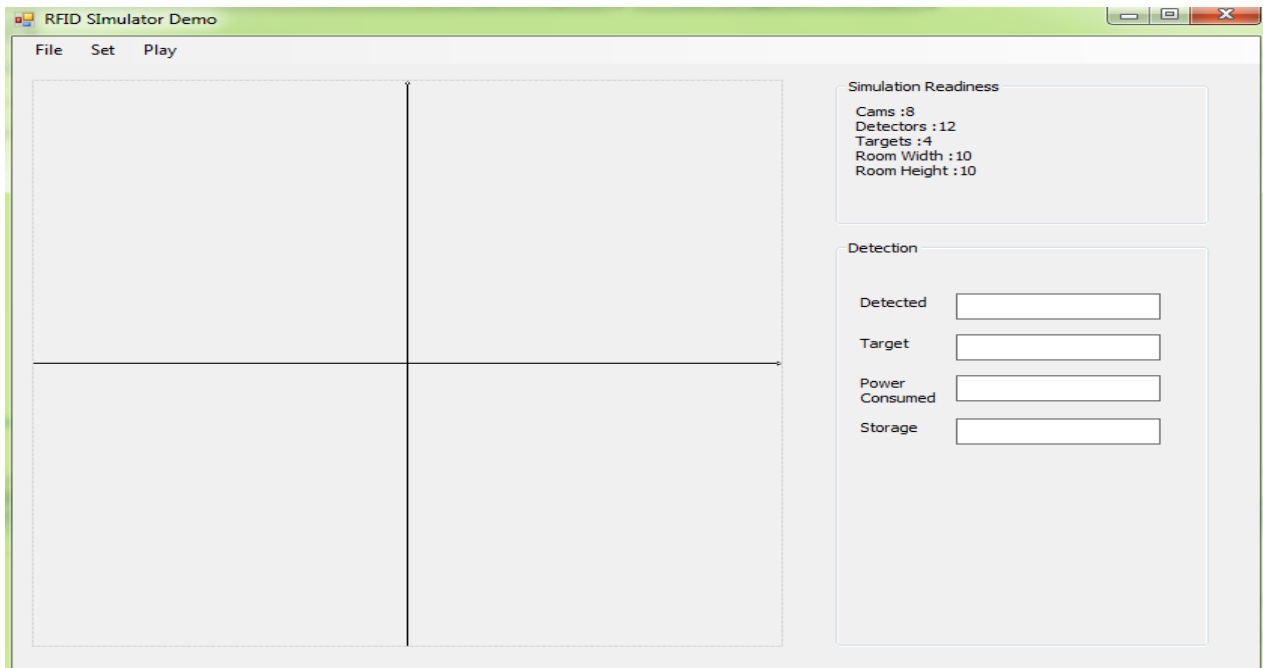 RFID SImulator Demo
File Set Play
Simulation Readiness
Cams :8
Detectors :12
Targets :4
Room Width :10
Room Height :10
Detection
Detected
Target
Power
Consumed
Storage